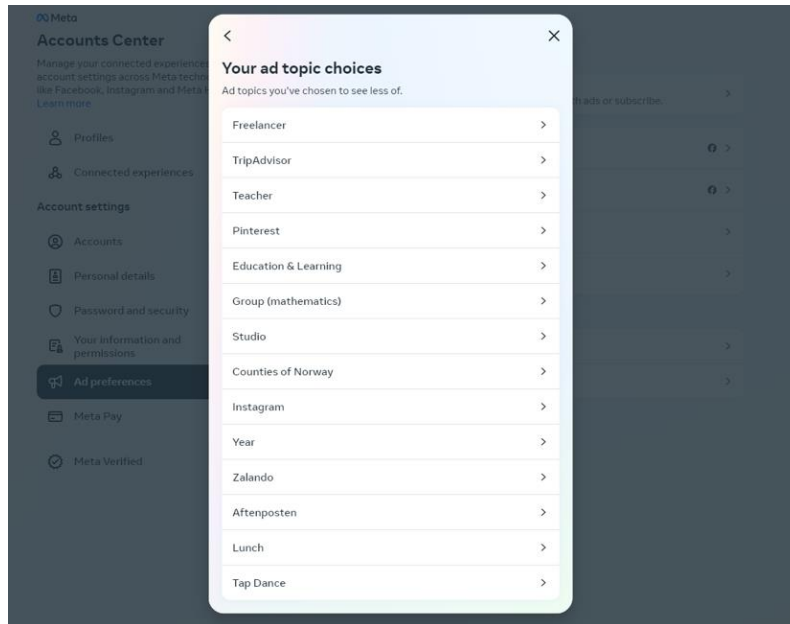 Meta
Accounts Center
Manage your connected experiences
account settings across Meta techno
like Facebook, Instagram and Meta H
Learn more
Profiles
Connected experiences
Account settings
Accounts
Personal details
Password and security
Your information and
permissions
Ad preferences
Meta Pay
Meta Verified
Your ad topic choices
Ad topics you've chosen to see less of.
Freelancer
TripAdvisor
Teacher
Pinterest
Education & Learning
Group (mathematics)
Studio
Counties of Norway
Instagram
Year
Zalando
Aftenposten
Lunch
Tap Dance
th ads or subscribe.